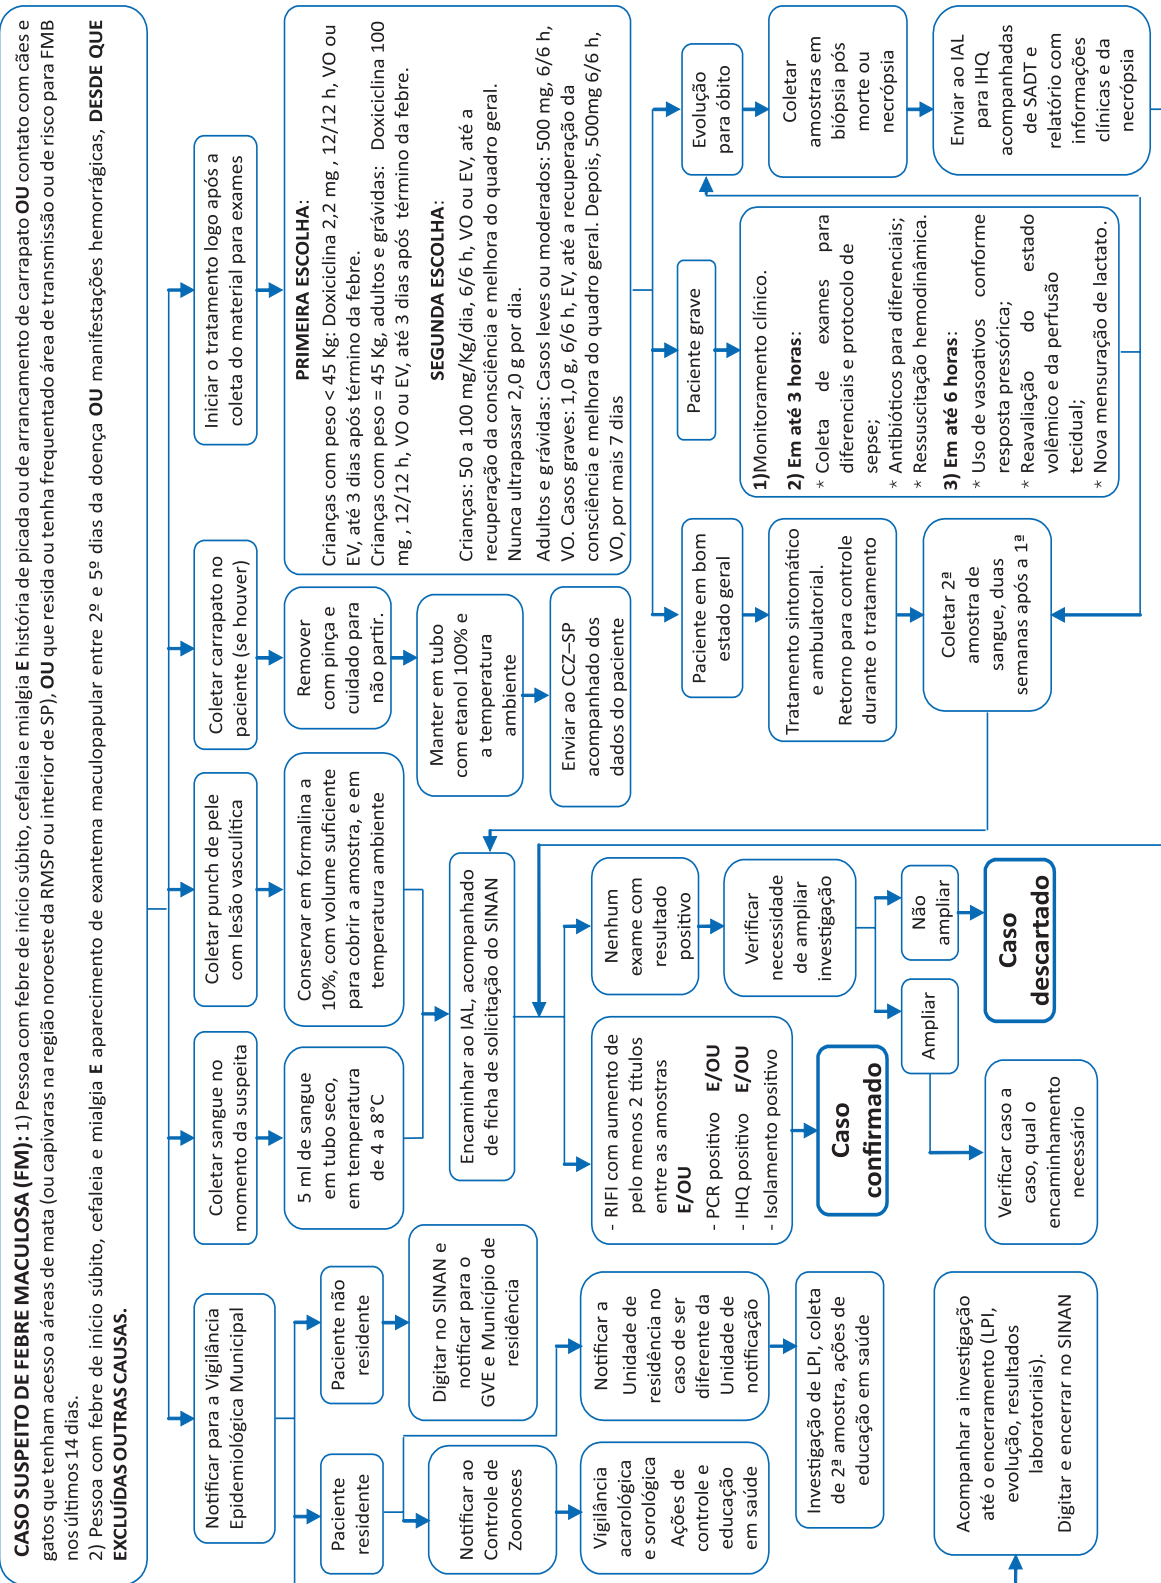 CASO SUSPEITO DE FEBRE MACULOSA (FM): 1) Pessoa com febre de início súbito, cefaleia e mialgia E história de picada ou de arrancamento de carrapato OU contato com cães e
gatos que tenham acesso a áreas de mata (ou capivaras na região noroeste da RMSP ou interior de SP), OU que resida ou tenha frequentado área de transmissão ou de risco para FMB
nos últimos 14 dias.
2) Pessoa com febre de início súbito, cefaleia e mialgia E aparecimento de exantema maculopapular entre 2º e 5º dias da doença OU manifestações hemorrágicas, DESDE QUE
EXCLUÍDAS OUTRAS CAUSAS.
Notificar para a Vigilância
Epidemiológica Municipal
Paciente
residente
Notificar ao
Controle de
Zoonoses
Vigilância
acarológica
e sorológica
Ações de
controle e
educação
em saúde
Paciente não
residente
Digitar no SINAN e
notificar para o
GVE e Município de
residência
Notificar a
Unidade de
residência no
caso de ser
diferente da
Unidade de
notificação
Investigação de LPI, coleta
de 2ª amostra, ações de
educação em saúde
Acompanhar a investigação
até o encerramento (LPI,
evolução, resultados
laboratoriais).
Digitar e encerrar no SINAN
Coletar sangue no
momento da suspeita
5 ml de sangue
em tubo seco,
em temperatura
de 4 a 8°C
Coletar punch de pele
com lesão vasculítica
Conservar em formalina a
10%, com volume suficiente
para cobrir a amostra, e em
temperatura ambiente
Encaminhar ao IAL, acompanhado
de ficha de solicitação do SINAN
- RIFI com aumento de
pelo menos 2 títulos
entre as amostras
E/OU
- PCR positivo E/OU
- IHQ positivo E/OU
- Isolamento positivo
Caso
confirmado
Nenhum
exame com
resultado
positivo
Verificar
necessidade
de ampliar
investigação
Ampliar
Verificar caso a
caso, qual o
encaminhamento
necessário
Não
ampliar
Caso
descartado
Coletar carrapato no
paciente (se houver)
Remover
com pinça e
cuidado para
não partir.
Manter em tubo
com etanol 100% e
a temperatura
ambiente
Enviar ao CCZ–SP
acompanhado dos
dados do paciente
Iniciar o tratamento logo após a
coleta do material para exames
PRIMEIRA ESCOLHA:
Crianças com peso < 45 Kg: Doxiciclina 2,2 mg , 12/12 h, VO ou
EV, até 3 dias após término da febre.
Crianças com peso = 45 Kg, adultos e grávidas: Doxiciclina 100
mg , 12/12 h, VO ou EV, até 3 dias após término da febre.
SEGUNDA ESCOLHA:
Crianças: 50 a 100 mg/Kg/dia, 6/6 h, VO ou EV, até a
recuperação da consciência e melhora do quadro geral.
Nunca ultrapassar 2,0 g por dia.
Adultos e grávidas: Casos leves ou moderados: 500 mg, 6/6 h,
VO. Casos graves: 1,0 g, 6/6 h, EV, até a recuperação da
consciência e melhora do quadro geral. Depois, 500mg 6/6 h,
VO, por mais 7 dias
Paciente em bom
estado geral
Tratamento sintomático
e ambulatorial.
Retorno para controle
durante o tratamento
Coletar 2ª
amostra de
sangue, duas
semanas após a 1ª
Paciente grave
1)Monitoramento clínico.
2) Em até 3 horas:
* Coleta de exames para
diferenciais e protocolo de
sepse;
* Antibióticos para diferenciais;
* Ressuscitação hemodinâmica.
3) Em até 6 horas:
* Uso de vasoativos conforme
resposta pressórica;
* Reavaliação do estado
volêmico e da perfusão
tecidual;
* Nova mensuração de lactato.
Evolução
para óbito
Coletar
amostras em
biópsia pós
morte ou
necrópsia
Enviar ao IAL
para IHQ
acompanhadas
de SADT e
relatório com
informações
clínicas e da
necrópsia